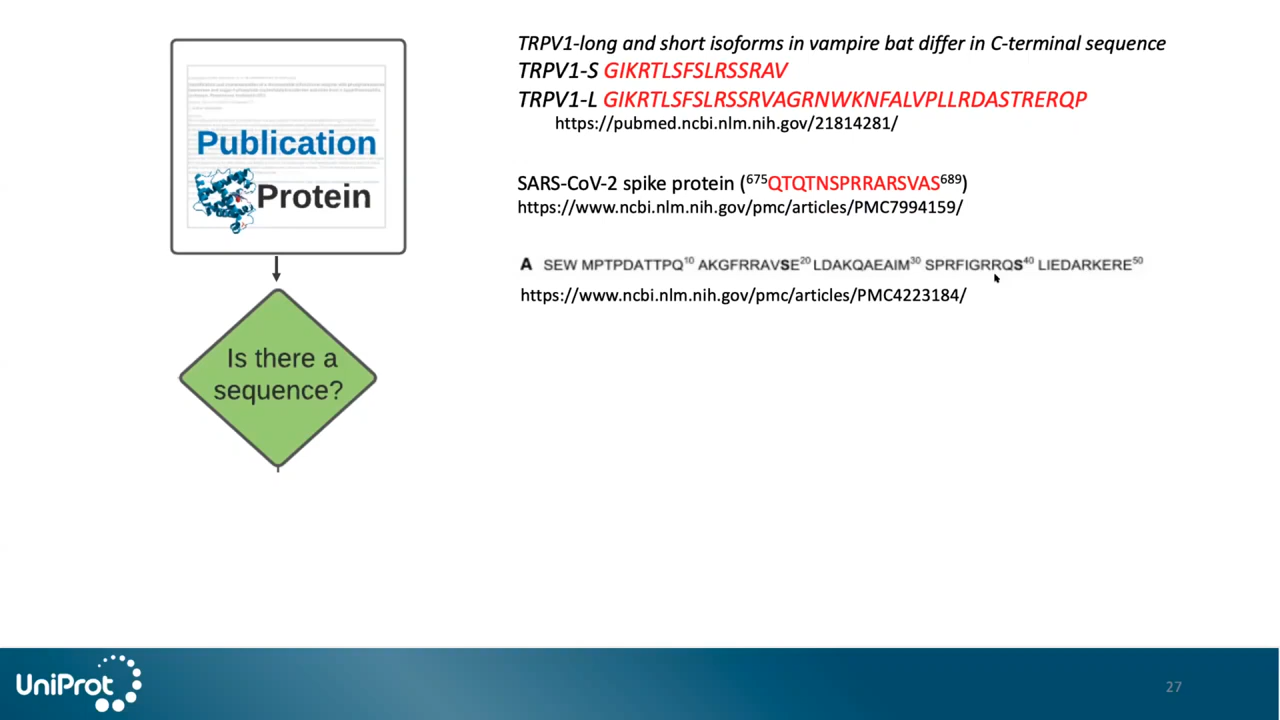 Publication
Protein
Is there a
sequence?
TRPV1-long and short isoforms in vampire bat differ in C-terminal sequence
TRPV1-S GIKRTLSFSLRSSRAV
TRPV1-L GIKRTLSFSLRSSRVAGRNWKNFALVPLLRDASTRERQP
https://pubmed.ncbi.nlm.nih.gov/21814281/
SARS-CoV-2 spike protein (⁶⁷⁵QTQTNSPRRARSVAS⁶⁸⁹)
https://www.ncbi.nlm.nih.gov/pmc/articles/PMC7994159/
A SEW MPTPDATTPQ¹⁰ AKGFRRAVSE²⁰ LDAKQAEAIM³⁰ SPRFIGRRQS⁴⁰ LIEDARKERE⁵⁰
https://www.ncbi.nlm.nih.gov/pmc/articles/PMC4223184/
UniProt
27